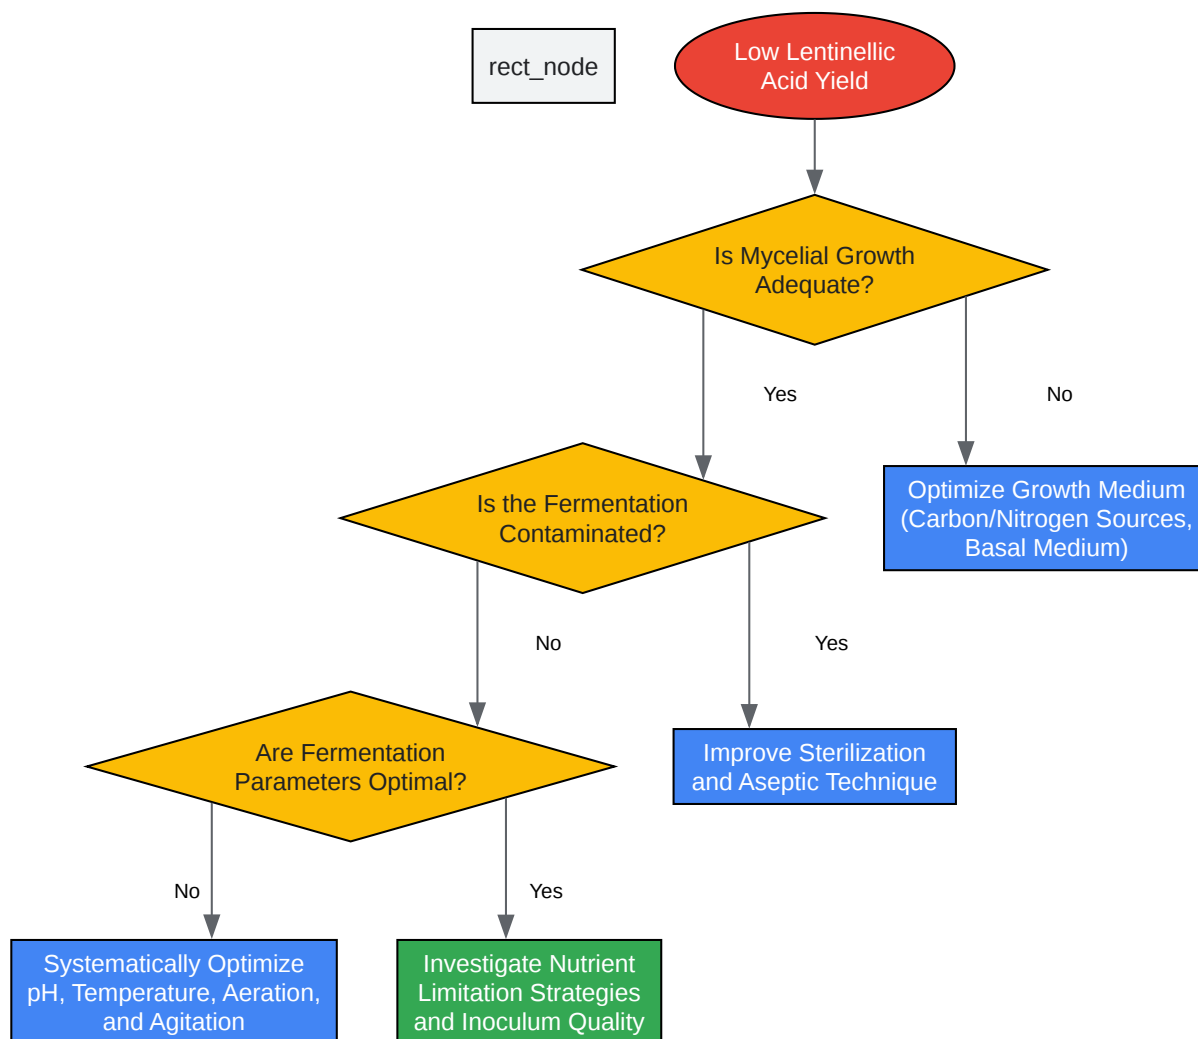 rect_node
Low Lentinellic
Acid Yield
Is Mycelial Growth
Adequate?
Yes
No
Is the Fermentation
Contaminated?
Optimize Growth Medium
(Carbon/Nitrogen Sources,
Basal Medium)
No
Yes
Are Fermentation
Parameters Optimal?
Improve Sterilization
and Aseptic Technique
No
Yes
Systematically Optimize
pH, Temperature, Aeration,
and Agitation
Investigate Nutrient
Limitation Strategies
and Inoculum Quality